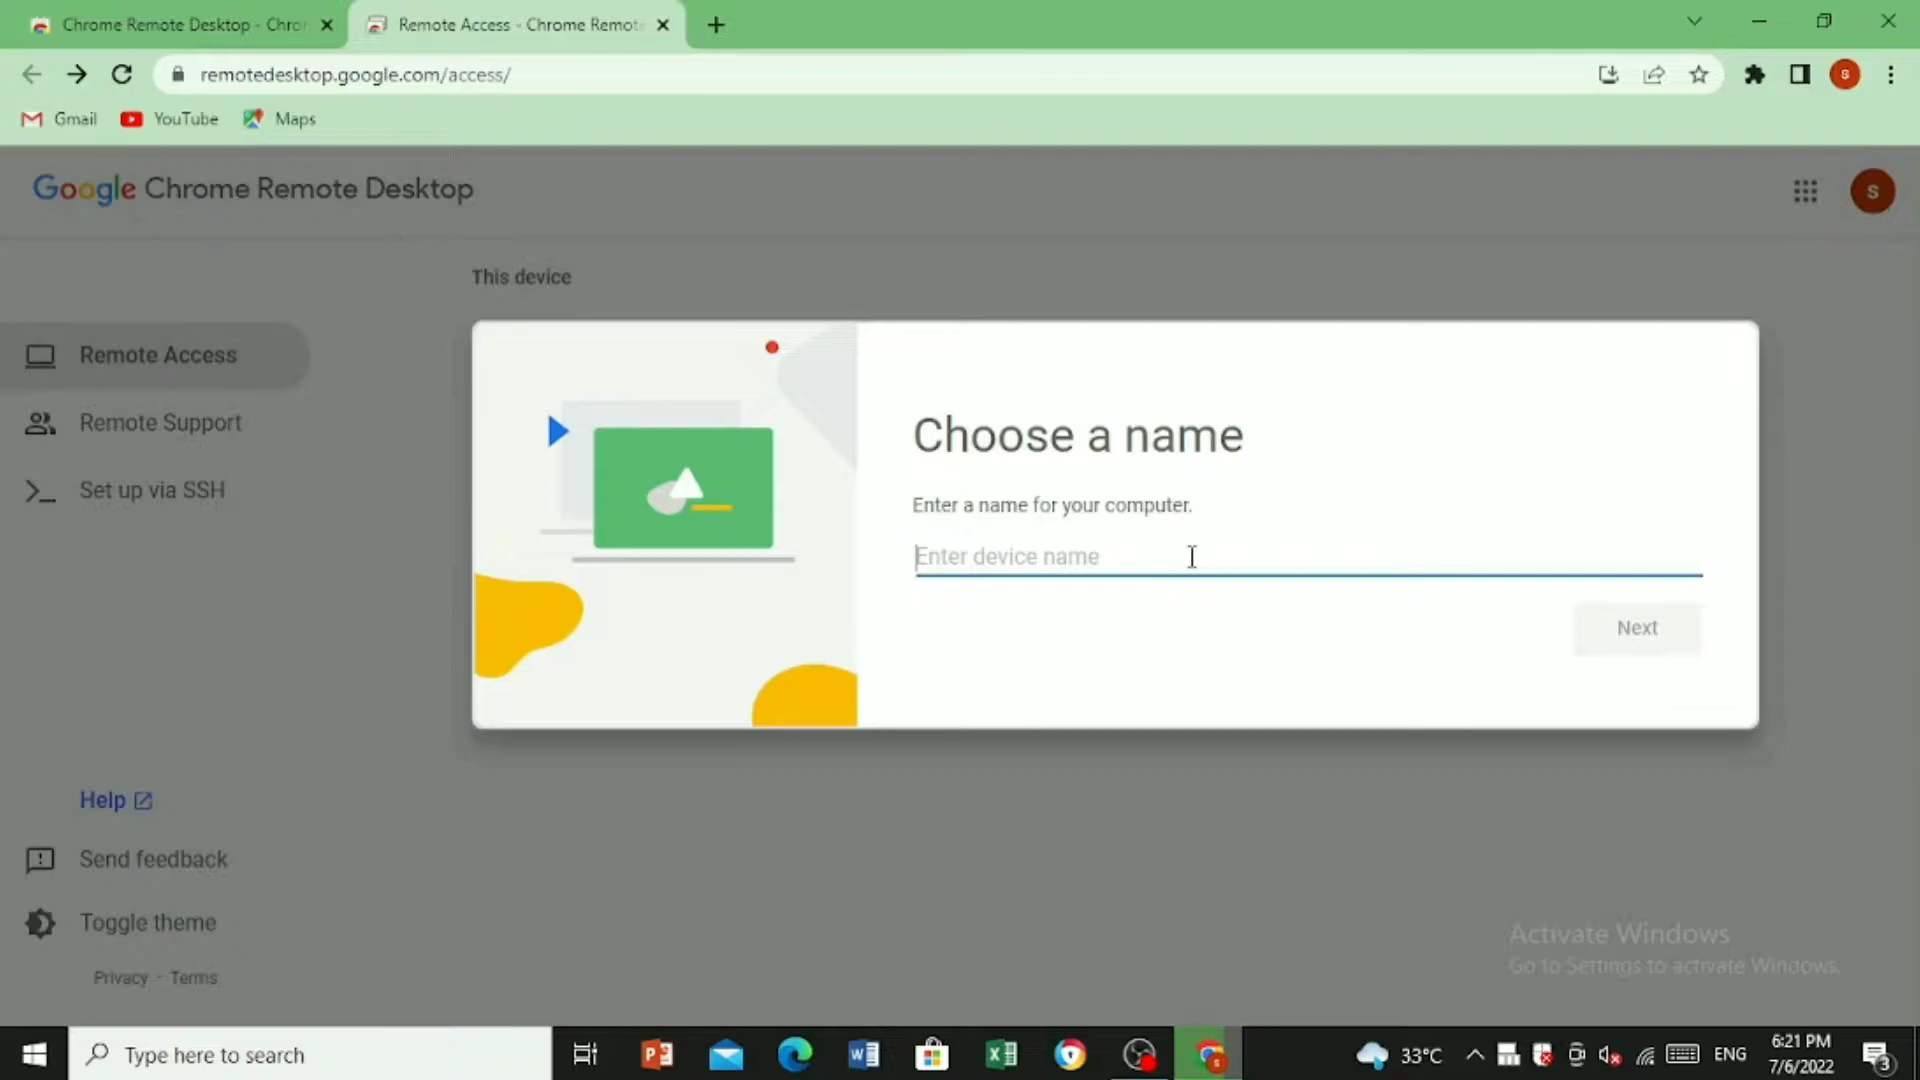 Chrome Remote Desktop - Chro
Remote Access - Chrome Remot
remotedesktop.google.com/access/
S
Gmail
YouTube
Maps
Google Chrome Remote Desktop
S
This device
Remote Access
Remote Support
Set up via SSH
Choose a name
Enter a name for your computer.
Enter device name
Next
Help
Send feedback
Toggle theme
Privacy - Terms
Activate Windows
Go to Settings to activate Windows.
Type here to search
33°C
ENG
6:21 PM
7/6/2022
3